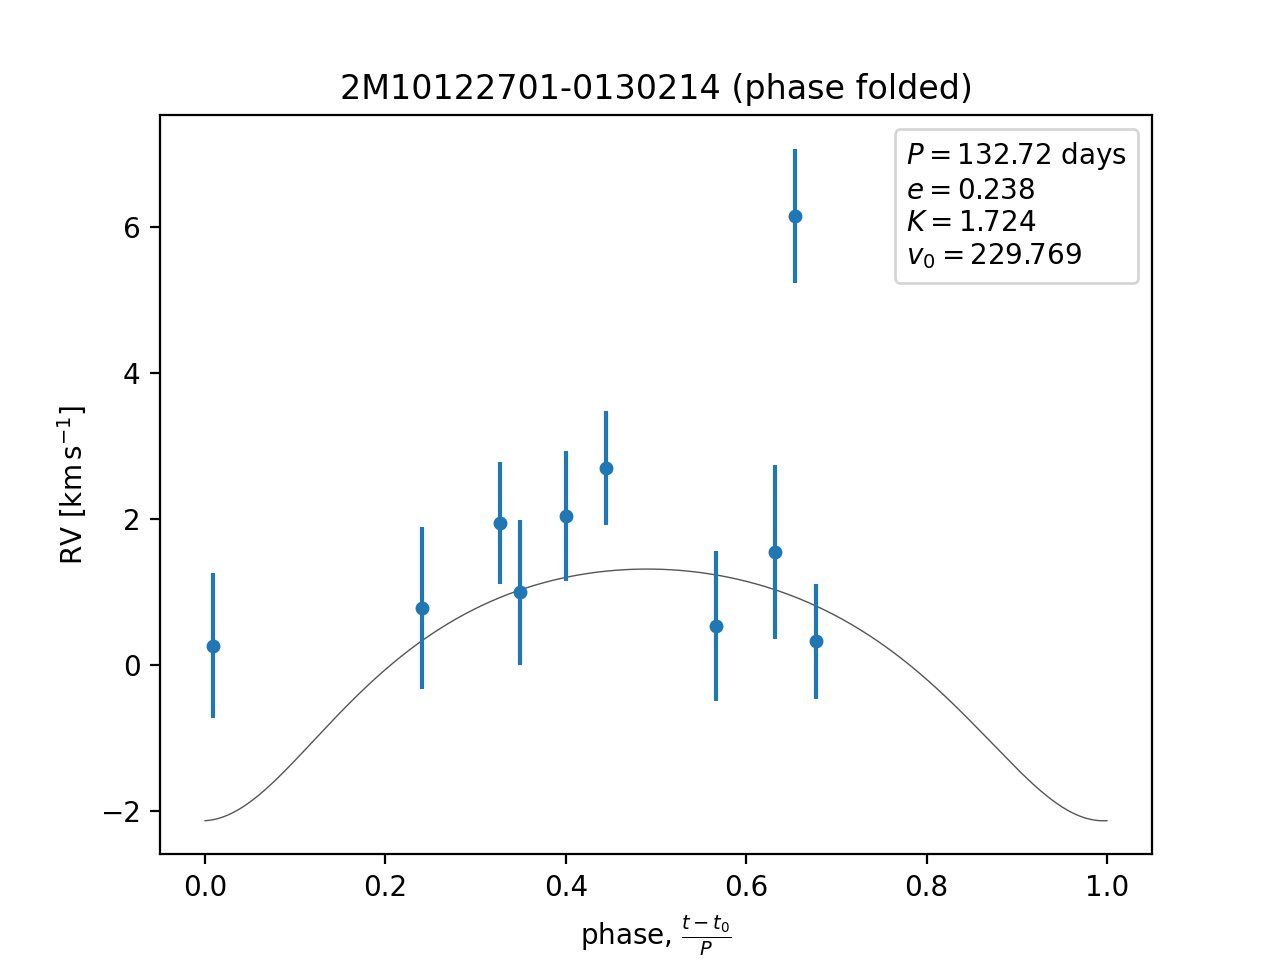 2M10122701-0130214 (phase folded)
P = 132.72 days
e = 0.238
K = 1.724
v₀ = 229.769
RV [km s⁻¹]
6
4
2
0
−2
0.0 0.2 0.4 0.6 0.8 1.0
phase, (t − t₀)/P